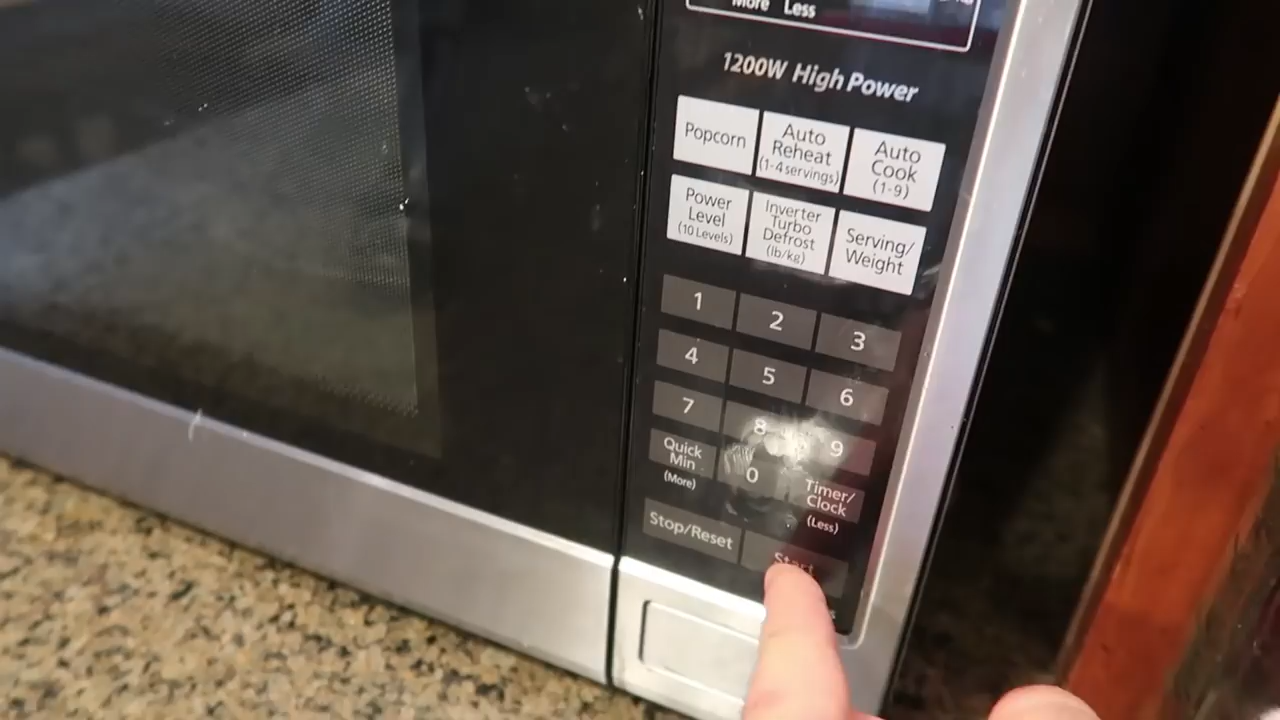 More Less
1200W High Power
Popcorn
Auto
Reheat
(1-4 servings)
Auto
Cook
(1-9)
Power
Level
(10 Levels)
Inverter
Turbo
Defrost
(lb/kg)
Serving/
Weight
1
2
3
4
5
6
7
8
9
Quick
Min
(More)
0
Timer/
Clock
(Less)
Stop/Reset
Start